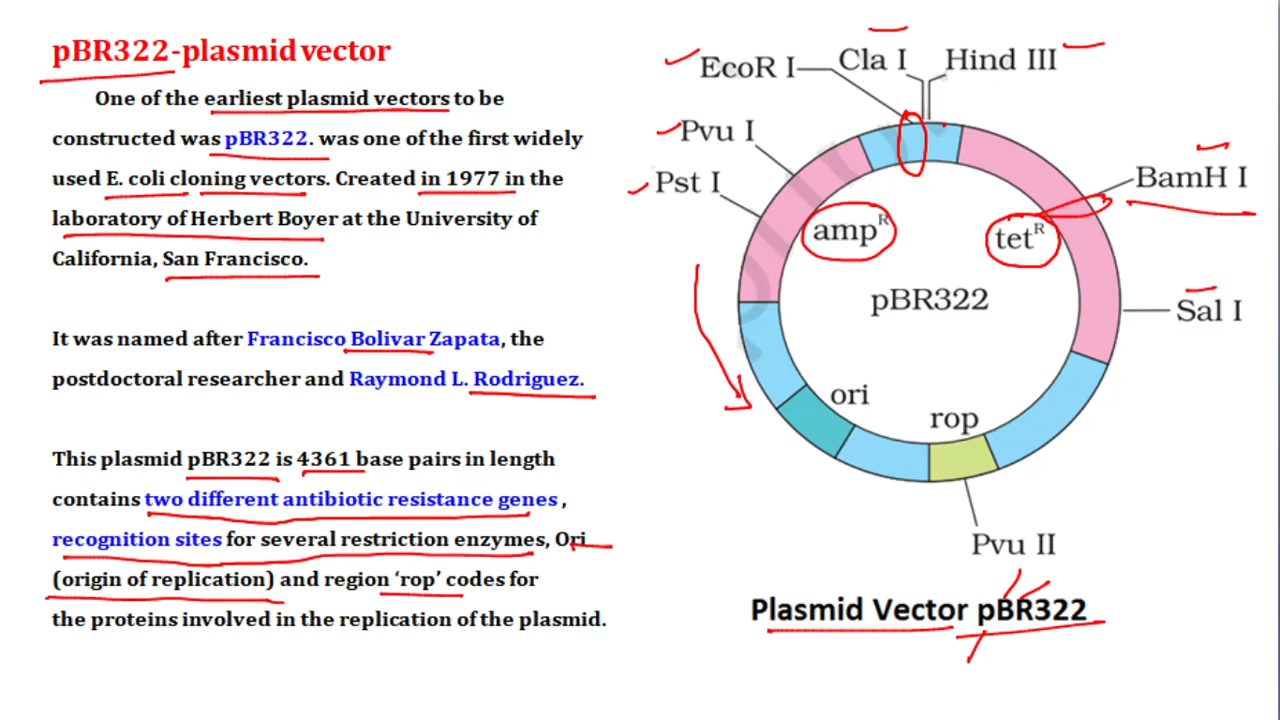 pBR322-plasmid vector
One of the earliest plasmid vectors to be
constructed was pBR322. was one of the first widely
used E. coli cloning vectors. Created in 1977 in the
laboratory of Herbert Boyer at the University of
California, San Francisco.
It was named after Francisco Bolivar Zapata, the
postdoctoral researcher and Raymond L. Rodriguez.
This plasmid pBR322 is 4361 base pairs in length
contains two different antibiotic resistance genes ,
recognition sites for several restriction enzymes, Ori
(origin of replication) and region ‘rop’ codes for
the proteins involved in the replication of the plasmid.
EcoR I
Cla I
Hind III
Pvu I
Pst I
BamH I
amp^R
tet^R
pBR322
Sal I
ori
rop
Pvu II
Plasmid Vector pBR322